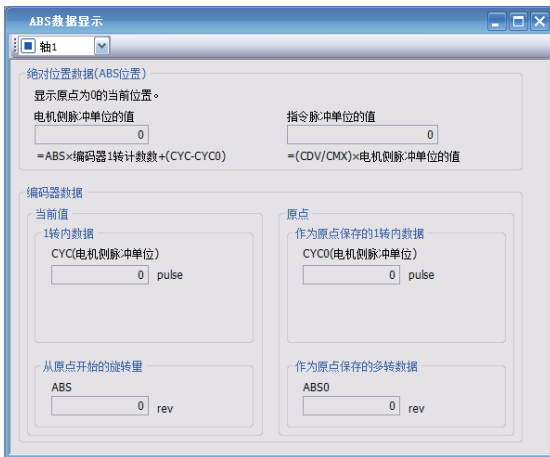 ABS数据显示
轴1
绝对位置数据(ABS位置)
显示原点为0的当前位置。
电机侧脉冲单位的值
指令脉冲单位的值
0
0
=ABS×编码器1转计数数+(CYC-CYC0)
=(CDV/CMX)×电机侧脉冲单位的值
编码器数据
当前值
原点
1转内数据
作为原点保存的1转内数据
CYC(电机侧脉冲单位)
CYC0(电机侧脉冲单位)
0 pulse
0 pulse
从原点开始的旋转量
作为原点保存的多转数据
ABS
ABS0
0 rev
0 rev